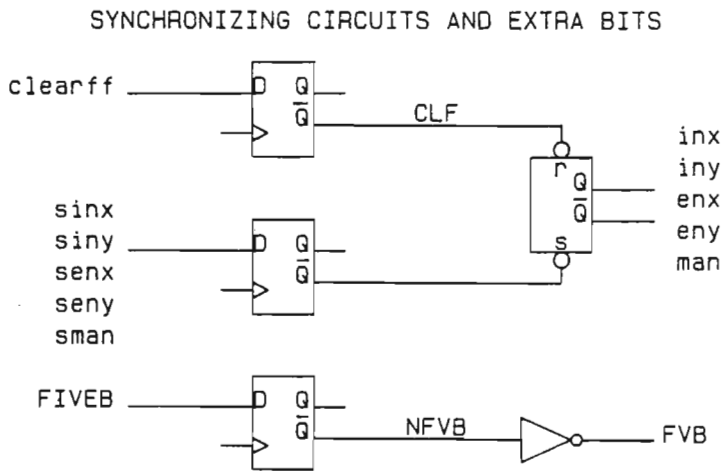 SYNCHRONIZING CIRCUITS AND EXTRA BITS
clearff
D Q
Q̅
CLF
r
Q
Q̅
s
inx
iny
enx
eny
man
sinx
siny
senx
seny
sman
D Q
Q̅
FIVEB
D Q
Q̅
NFVB
FVB